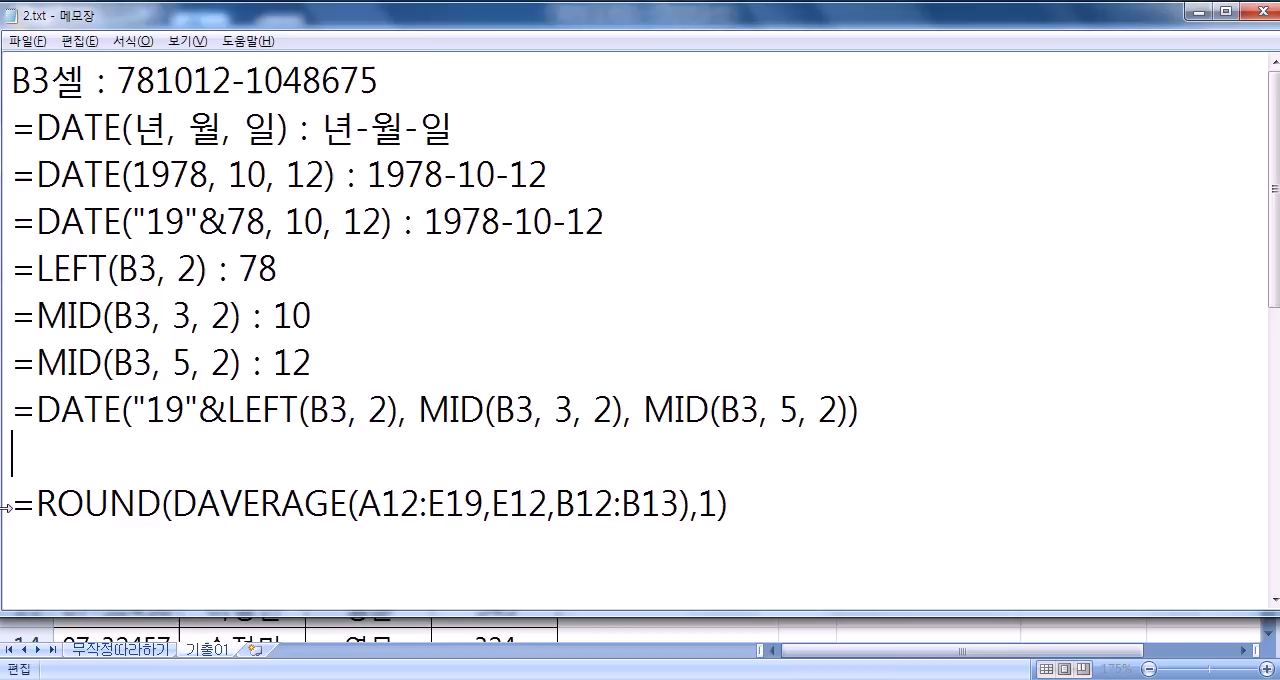 2.txt - 메모장
파일(F) 편집(E) 서식(O) 보기(V) 도움말(H)
B3셀 : 781012-1048675
=DATE(년, 월, 일) : 년-월-일
=DATE(1978, 10, 12) : 1978-10-12
=DATE("19"&78, 10, 12) : 1978-10-12
=LEFT(B3, 2) : 78
=MID(B3, 3, 2) : 10
=MID(B3, 5, 2) : 12
=DATE("19"&LEFT(B3, 2), MID(B3, 3, 2), MID(B3, 5, 2))
=ROUND(DAVERAGE(A12:E19,E12,B12:B13),1)
무작정따라하기 기출01
편집 175%